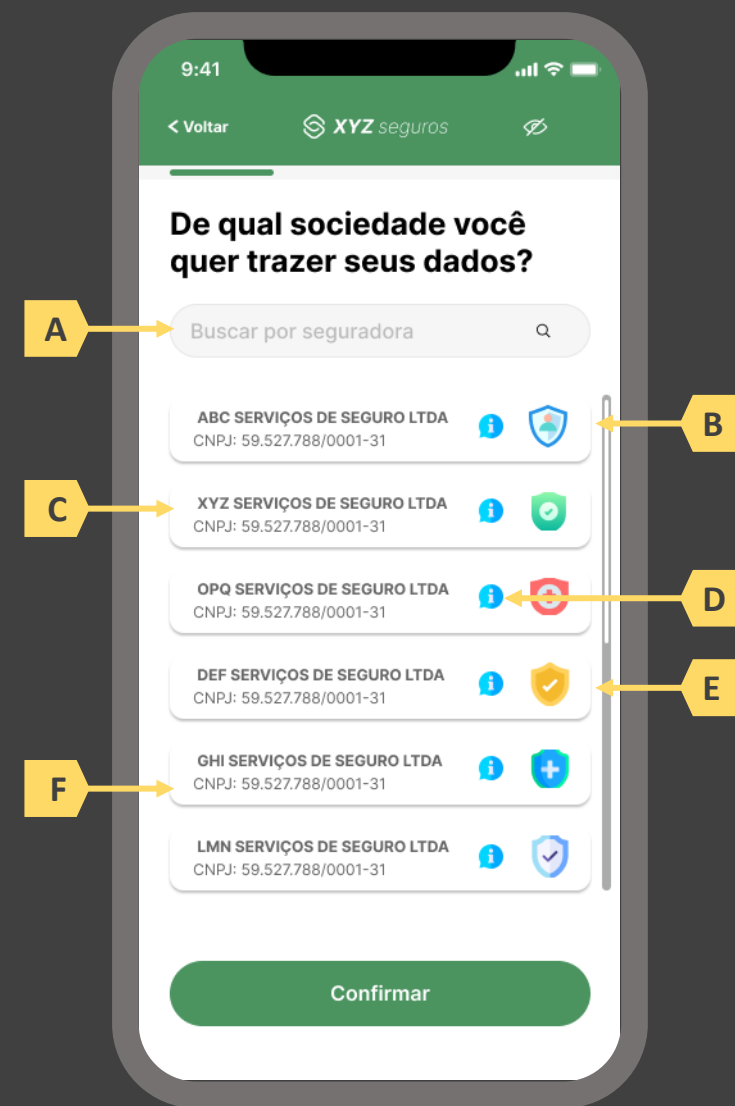 9:41
Voltar
XYZ seguros
De qual sociedade você
quer trazer seus dados?
A
Buscar por seguradora
ABC SERVIÇOS DE SEGURO LTDA
CNPJ: 59.527.788/0001-31
B
C
XYZ SERVIÇOS DE SEGURO LTDA
CNPJ: 59.527.788/0001-31
OPQ SERVIÇOS DE SEGURO LTDA
CNPJ: 59.527.788/0001-31
D
DEF SERVIÇOS DE SEGURO LTDA
CNPJ: 59.527.788/0001-31
E
GHI SERVIÇOS DE SEGURO LTDA
CNPJ: 59.527.788/0001-31
F
LMN SERVIÇOS DE SEGURO LTDA
CNPJ: 59.527.788/0001-31
Confirmar